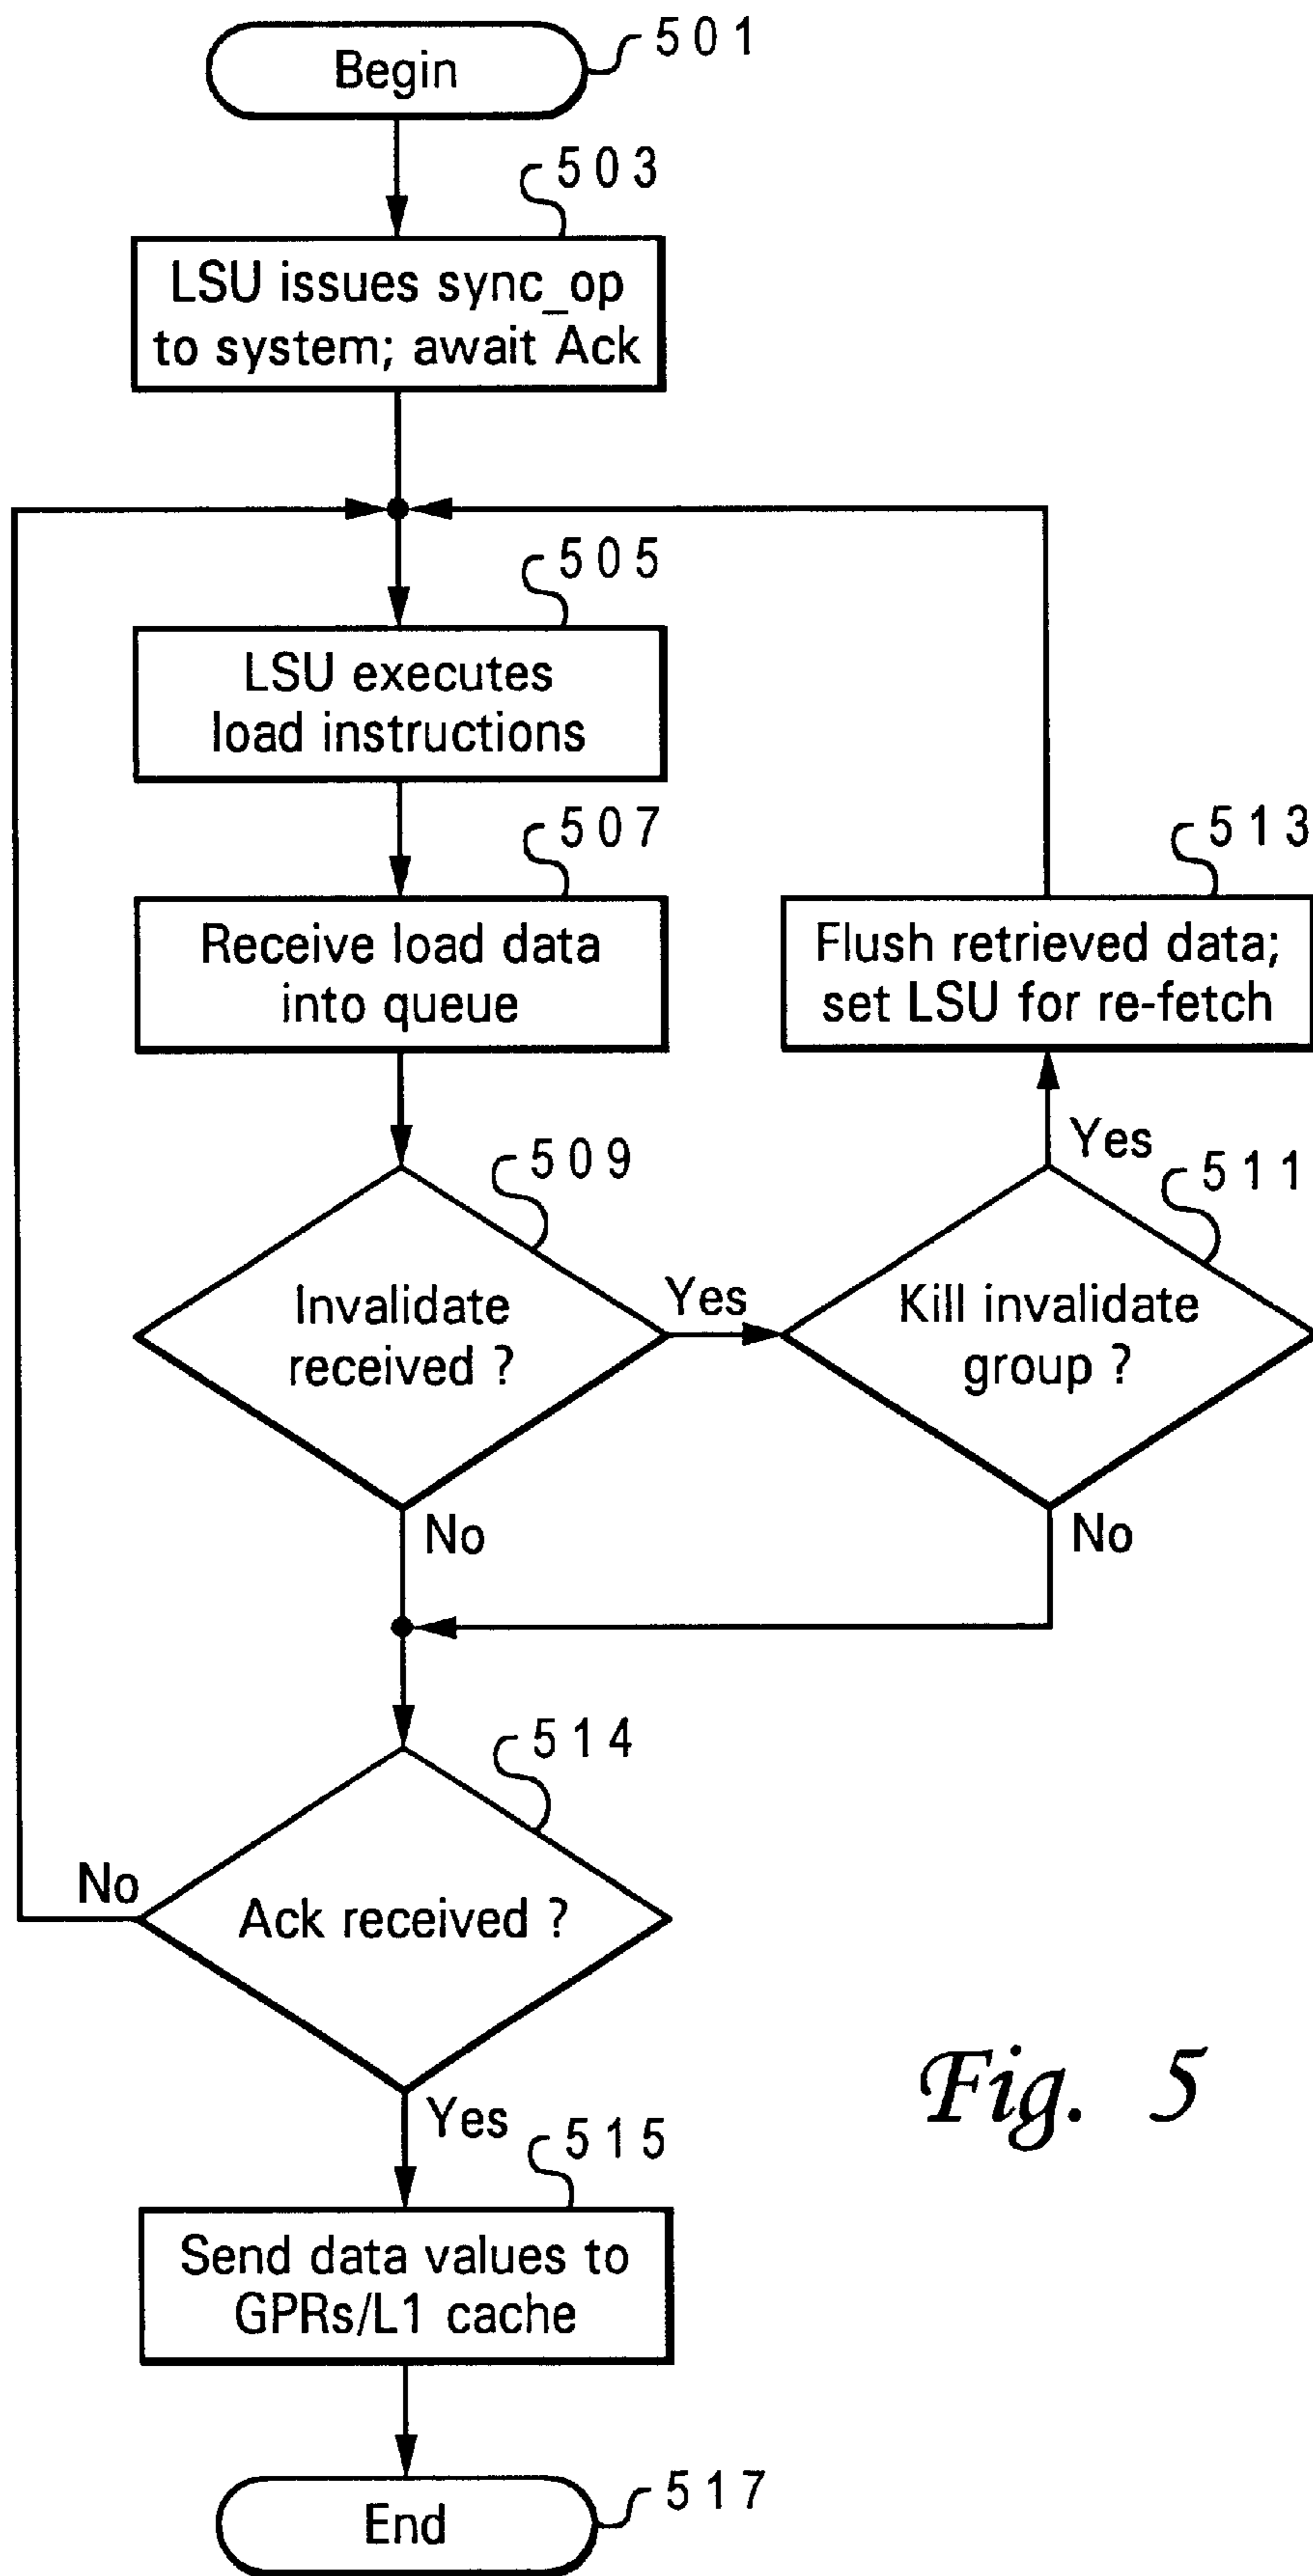 Begin
501
503
LSU issues sync_op
to system; await Ack
505
LSU executes
load instructions
507
Receive load data
into queue
513
Flush retrieved data;
set LSU for re-fetch
509
Invalidate
received ?
Yes
No
511
Kill invalidate
group ?
Yes
No
514
Ack received ?
No
Yes
515
Send data values to
GPRs/L1 cache
517
End
Fig. 5